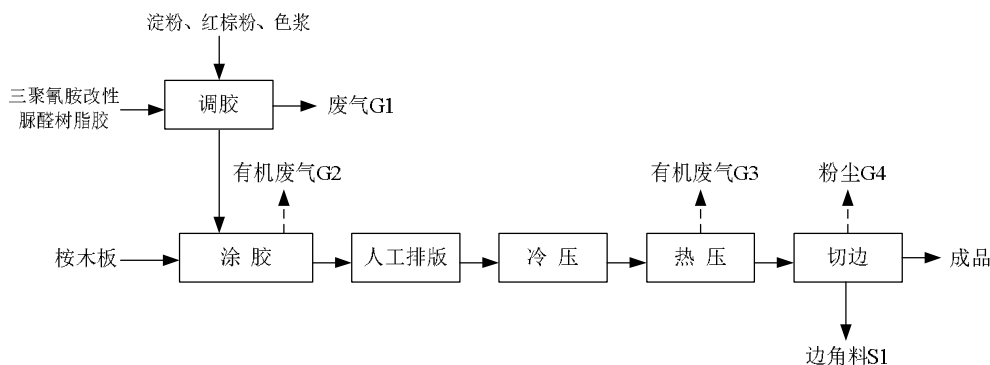 淀粉、红棕粉、色浆
三聚氰胺改性
脲醛树脂胶
调胶
废气G1
有机废气G2
有机废气G3
粉尘G4
桉木板
涂 胶
人工排版
冷 压
热 压
切边
成品
边角料S1